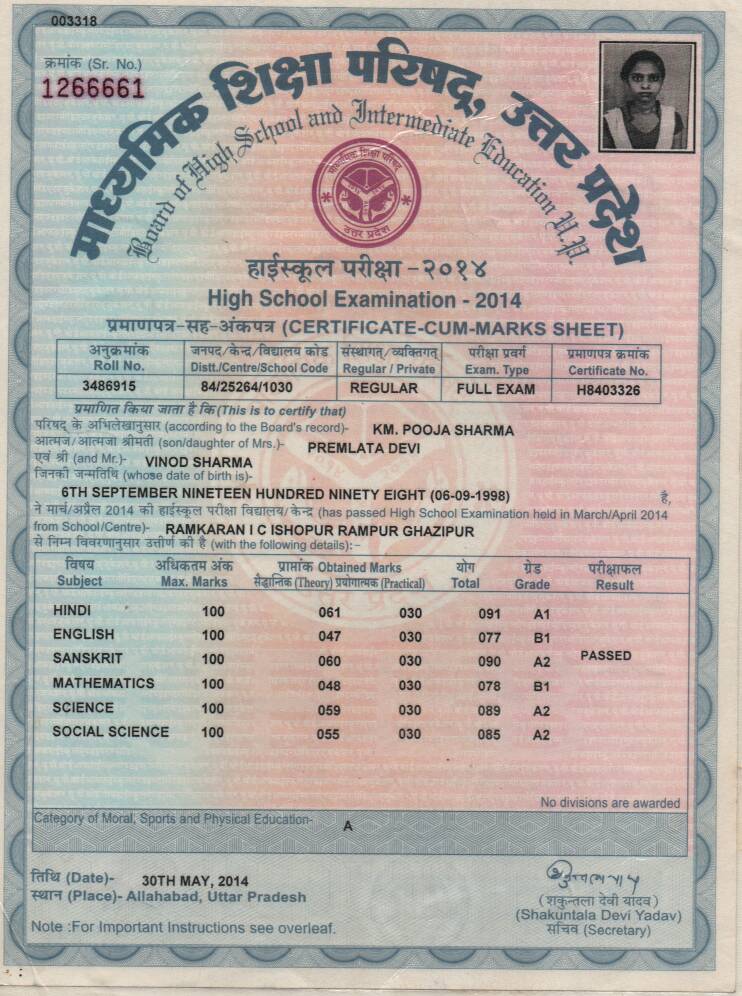 003318
क्रमांक (Sr. No.)
1266661
माध्यमिक शिक्षा परिषद्, उत्तर प्रदेश
Board of High School and Intermediate Education U.P.
माध्यमिक शिक्षा परिषद्
उत्तर प्रदेश
हाईस्कूल परीक्षा -२०१४
High School Examination - 2014
प्रमाणपत्र-सह-अंकपत्र (CERTIFICATE-CUM-MARKS SHEET)
अनुक्रमांक जनपद/केन्द्र/विद्यालय कोड संस्थागत/व्यक्तिगत परीक्षा प्रवर्ग प्रमाणपत्र क्रमांक
Roll No. Distt./Centre/School Code Regular / Private Exam. Type Certificate No.
3486915 84/25264/1030 REGULAR FULL EXAM H8403326
प्रमाणित किया जाता है कि (This is to certify that)
परिषद् के अभिलेखानुसार (according to the Board's record)- KM. POOJA SHARMA
आत्मज/आत्मजा श्रीमती (son/daughter of Mrs.)- PREMLATA DEVI
एवं श्री (and Mr.)- VINOD SHARMA
जिनकी जन्मतिथि (whose date of birth is)-
6TH SEPTEMBER NINETEEN HUNDRED NINETY EIGHT (06-09-1998) है,
ने मार्च/अप्रैल 2014 की हाईस्कूल परीक्षा विद्यालय/केन्द्र (has passed High School Examination held in March/April 2014
from School/Centre)- RAMKARAN I C ISHOPUR RAMPUR GHAZIPUR
से निम्न विवरणानुसार उत्तीर्ण की है (with the following details):-
विषय अधिकतम अंक प्राप्तांक Obtained Marks योग ग्रेड परीक्षाफल
Subject Max. Marks सैद्धान्तिक (Theory) प्रयोगात्मक (Practical) Total Grade Result
HINDI 100 061 030 091 A1
ENGLISH 100 047 030 077 B1
SANSKRIT 100 060 030 090 A2 PASSED
MATHEMATICS 100 048 030 078 B1
SCIENCE 100 059 030 089 A2
SOCIAL SCIENCE 100 055 030 085 A2
No divisions are awarded
Category of Moral, Sports and Physical Education- A
तिथि (Date)- 30TH MAY, 2014
स्थान (Place)- Allahabad, Uttar Pradesh
(शकुन्तला देवी यादव)
(Shakuntala Devi Yadav)
सचिव (Secretary)
Note :For Important Instructions see overleaf.